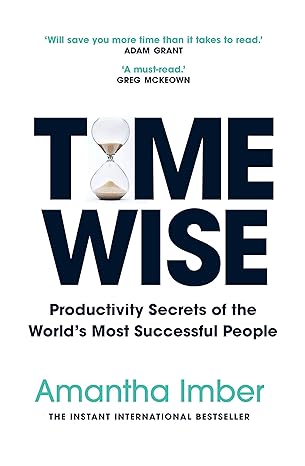 ‘Will save you more time than it takes to read.’
ADAM GRANT
‘A must-read.’
GREG MCKEOWN
TIME
WISE
Productivity Secrets of the
World’s Most Successful People
Amantha Imber
THE INSTANT INTERNATIONAL BESTSELLER